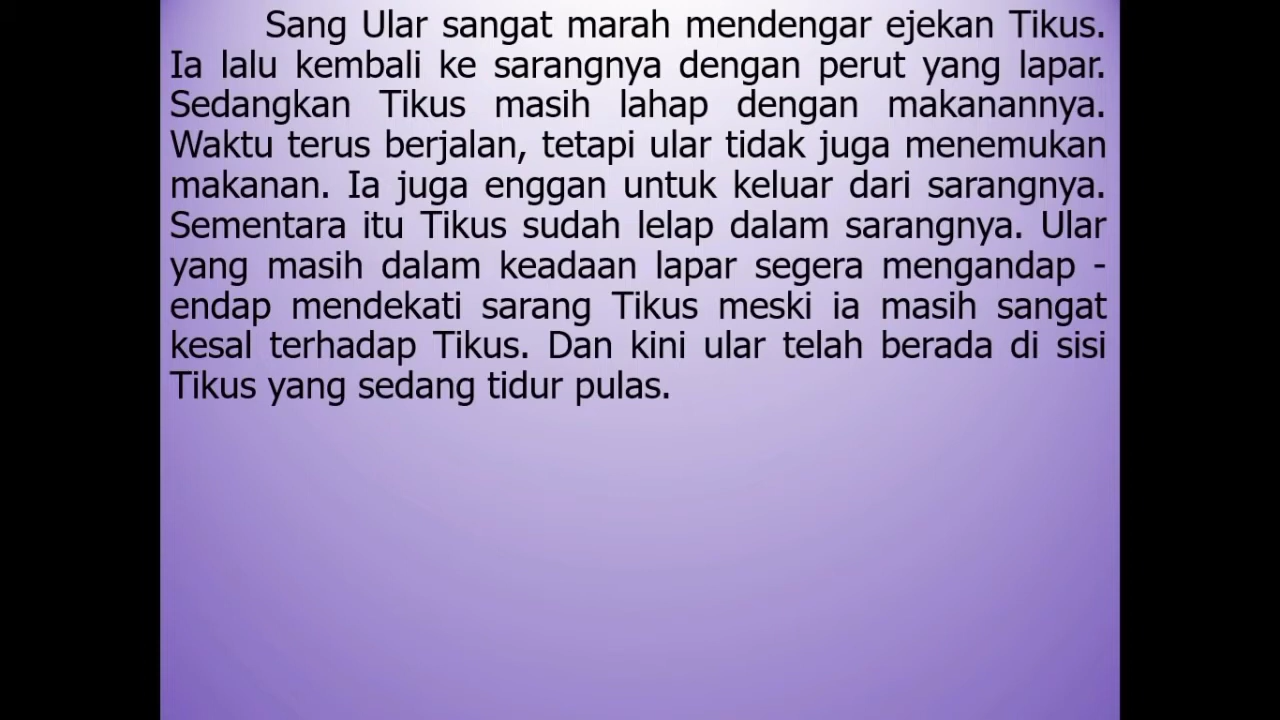 Sang Ular sangat marah mendengar ejekan Tikus.
Ia lalu kembali ke sarangnya dengan perut yang lapar.
Sedangkan Tikus masih lahap dengan makanannya.
Waktu terus berjalan, tetapi ular tidak juga menemukan
makanan. Ia juga enggan untuk keluar dari sarangnya.
Sementara itu Tikus sudah lelap dalam sarangnya. Ular
yang masih dalam keadaan lapar segera mengandap -
endap mendekati sarang Tikus meski ia masih sangat
kesal terhadap Tikus. Dan kini ular telah berada di sisi
Tikus yang sedang tidur pulas.